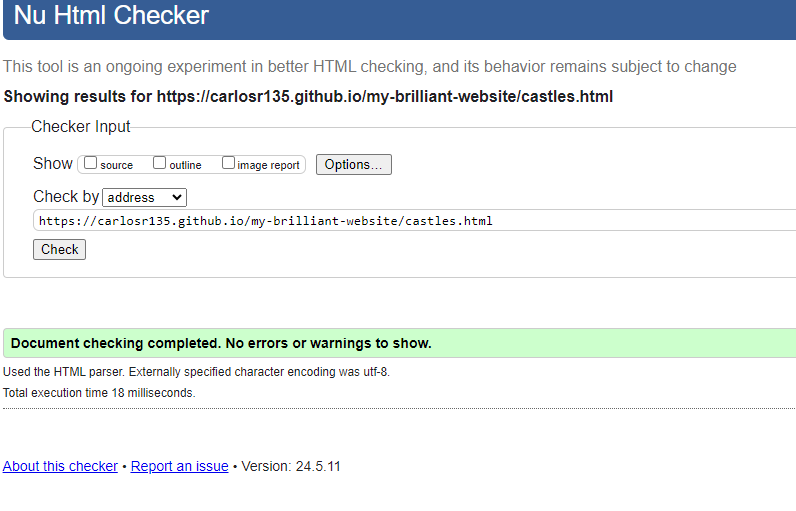 Nu Html Checker
This tool is an ongoing experiment in better HTML checking, and its behavior remains subject to change
Showing results for https://carlosr135.github.io/my-brilliant-website/castles.html
Checker Input
Show source outline image report Options...
Check by address
https://carlosr135.github.io/my-brilliant-website/castles.html
Check
Document checking completed. No errors or warnings to show.
Used the HTML parser. Externally specified character encoding was utf-8.
Total execution time 18 milliseconds.
About this checker • Report an issue • Version: 24.5.11